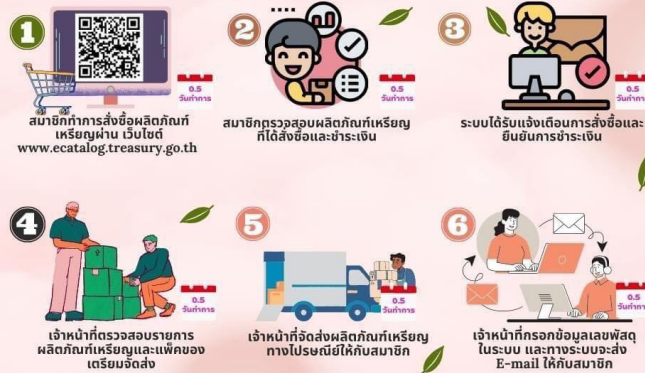 1
0.5
วันทำการ
สมาชิกทำการสั่งซื้อผลิตภัณฑ์
เหรียญผ่าน เว็บไซต์
www.ecatalog.treasury.go.th
2
0.5
วันทำการ
สมาชิกตรวจสอบผลิตภัณฑ์เหรียญ
ที่ได้สั่งซื้อและชำระเงิน
3
0.5
วันทำการ
ระบบได้รับแจ้งเตือนการสั่งซื้อและ
ยืนยันการชำระเงิน
4
0.5
วันทำการ
เจ้าหน้าที่ตรวจสอบรายการ
ผลิตภัณฑ์เหรียญและแพ็คของ
เตรียมจัดส่ง
5
0.5
วันทำการ
เจ้าหน้าที่จัดส่งผลิตภัณฑ์เหรียญ
ทางไปรษณีย์ให้กับสมาชิก
6
0.5
วันทำการ
เจ้าหน้าที่กรอกข้อมูลเลขพัสดุ
ในระบบ และทางระบบจะส่ง
E-mail ให้กับสมาชิก